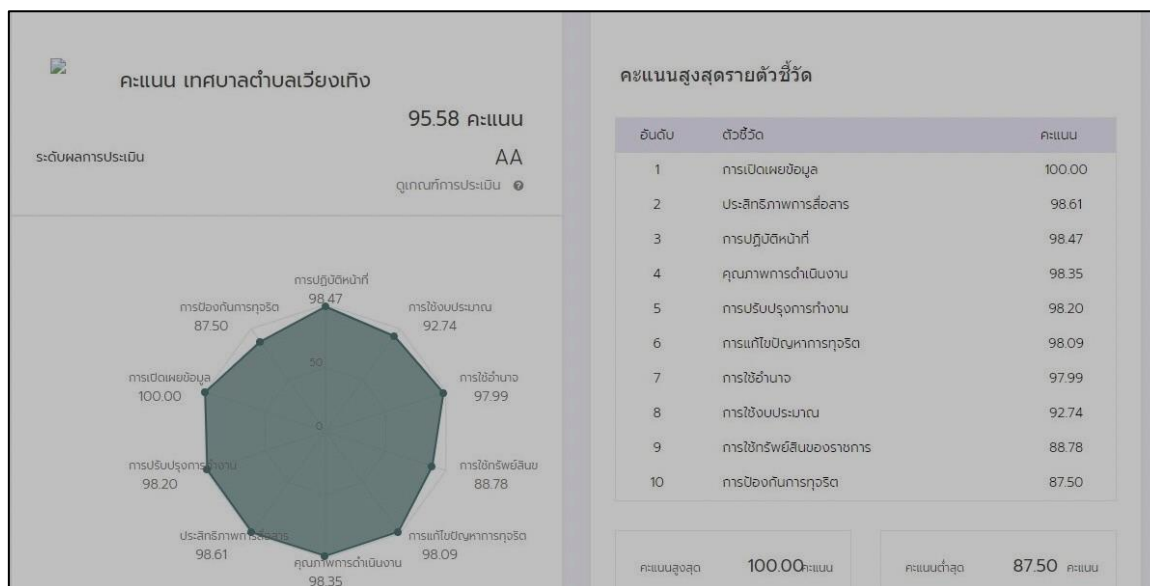 คะแนน เทศบาลตำบลเวียงเทิง
95.58 คะแนน
ระดับผลการประเมิน AA
ดูเกณฑ์การประเมิน
การปฏิบัติหน้าที่
98.47
การป้องกันการทุจริต
87.50
การใช้งบประมาณ
92.74
50
การเปิดเผยข้อมูล
100.00
การใช้อำนาจ
97.99
0
การปรับปรุงการทำงาน
98.20
การใช้ทรัพย์สินข
88.78
ประสิทธิภาพการสื่อสาร
98.61
การแก้ไขปัญหาการทุจริต
98.09
คุณภาพการดำเนินงาน
98.35
คะแนนสูงสุดรายตัวชี้วัด
อันดับ ตัวชี้วัด คะแนน
1 การเปิดเผยข้อมูล 100.00
2 ประสิทธิภาพการสื่อสาร 98.61
3 การปฏิบัติหน้าที่ 98.47
4 คุณภาพการดำเนินงาน 98.35
5 การปรับปรุงการทำงาน 98.20
6 การแก้ไขปัญหาการทุจริต 98.09
7 การใช้อำนาจ 97.99
8 การใช้งบประมาณ 92.74
9 การใช้ทรัพย์สินของราชการ 88.78
10 การป้องกันการทุจริต 87.50
คะแนนสูงสุด 100.00คะแนน
คะแนนต่ำสุด 87.50 คะแนน